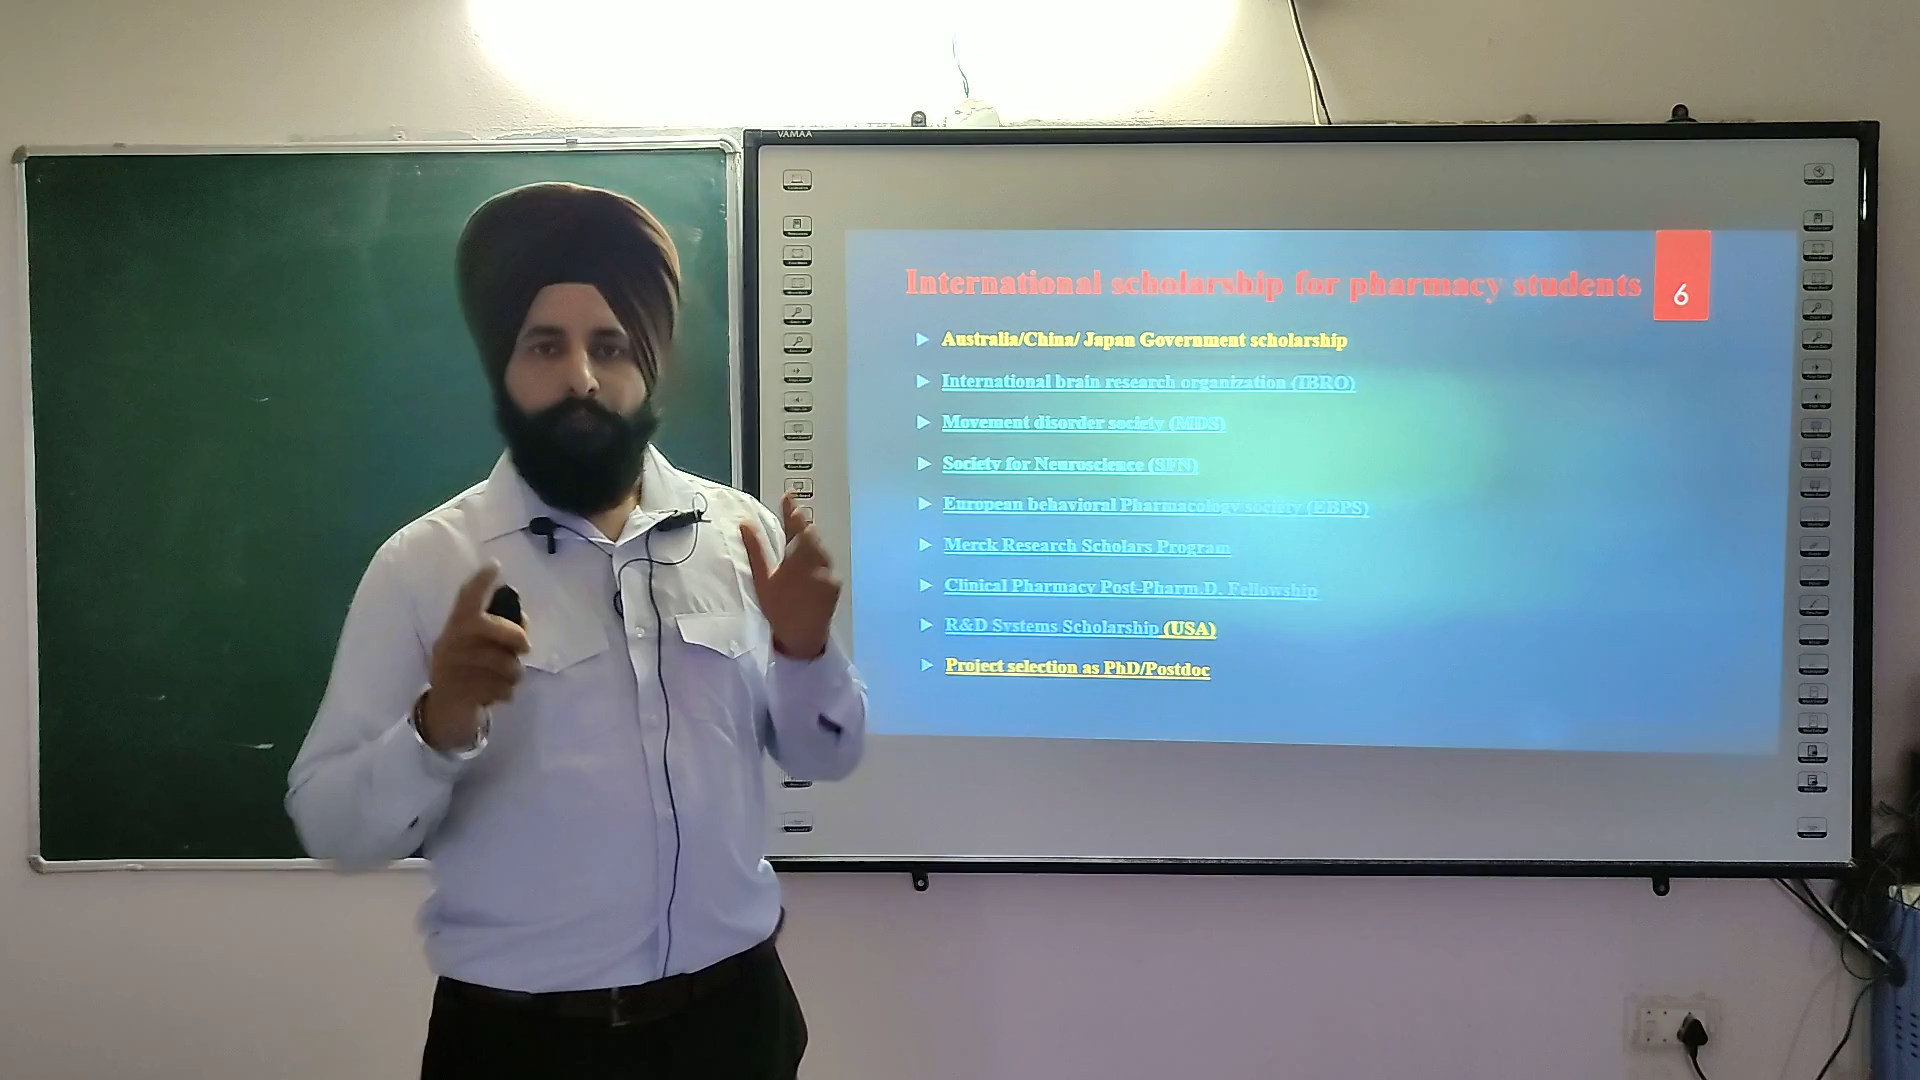 VAMAA
International scholarship for pharmacy students
6
Australia/China/ Japan Government scholarship
International brain research organization (IBRO)
Movement disorder society (MDS)
Society for Neuroscience (SFN)
European behavioral Pharmacology society (EBPS)
Merck Research Scholars Program
Clinical Pharmacy Post-Pharm.D. Fellowship
R&D Systems Scholarship (USA)
Project selection as PhD/Postdoc